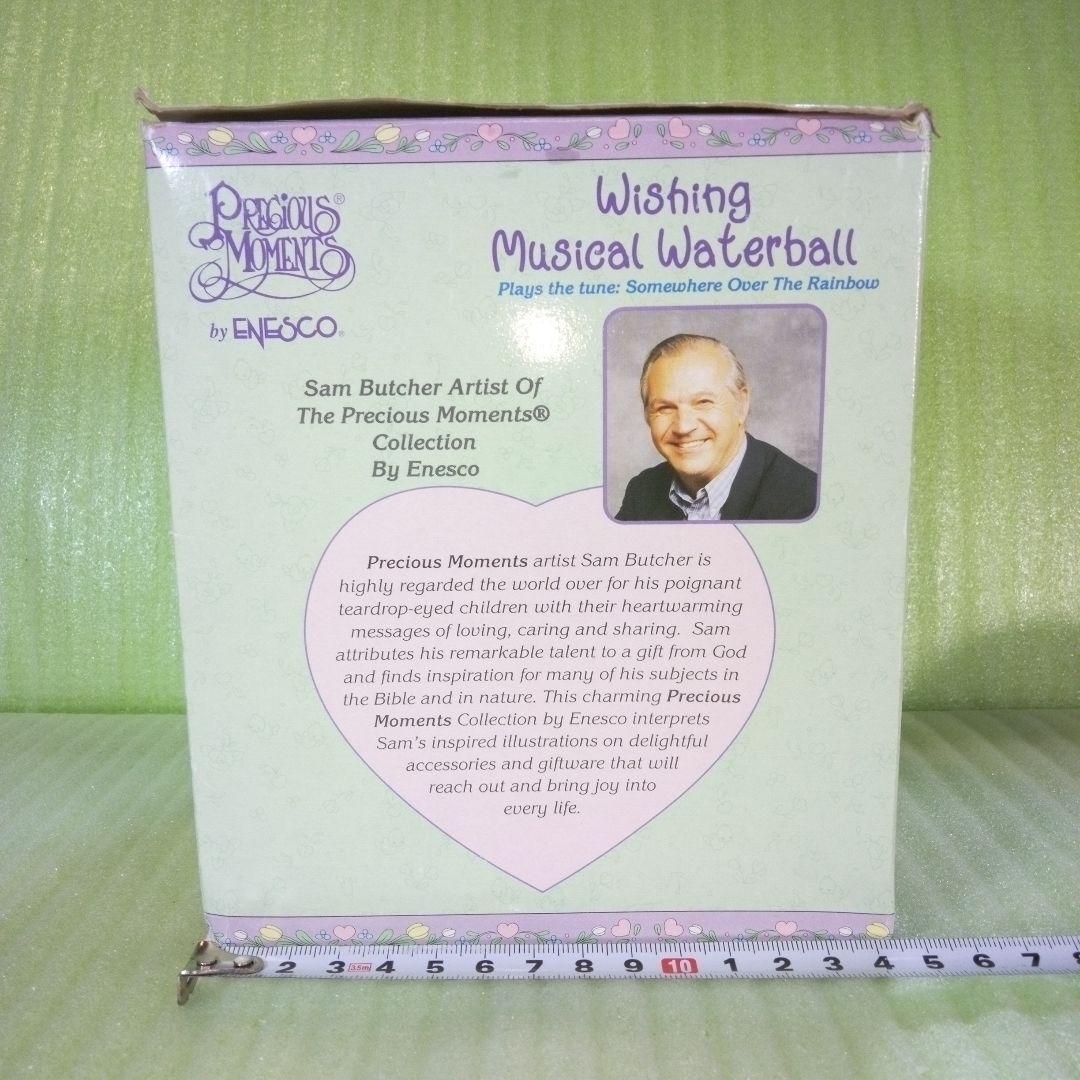 PRECIOUS®
MOMENTS
by ENESCO®
Wishing
Musical Waterball
Plays the tune: Somewhere Over The Rainbow
Sam Butcher Artist Of
The Precious Moments®
Collection
By Enesco
Precious Moments artist Sam Butcher is
highly regarded the world over for his poignant
teardrop-eyed children with their heartwarming
messages of loving, caring and sharing. Sam
attributes his remarkable talent to a gift from God
and finds inspiration for many of his subjects in
the Bible and in nature. This charming Precious
Moments Collection by Enesco interprets
Sam's inspired illustrations on delightful
accessories and giftware that will
reach out and bring joy into
every life.
2 3 3.5m 4 5 6 7 8 9 10 1 2 3 4 5 6 7 8